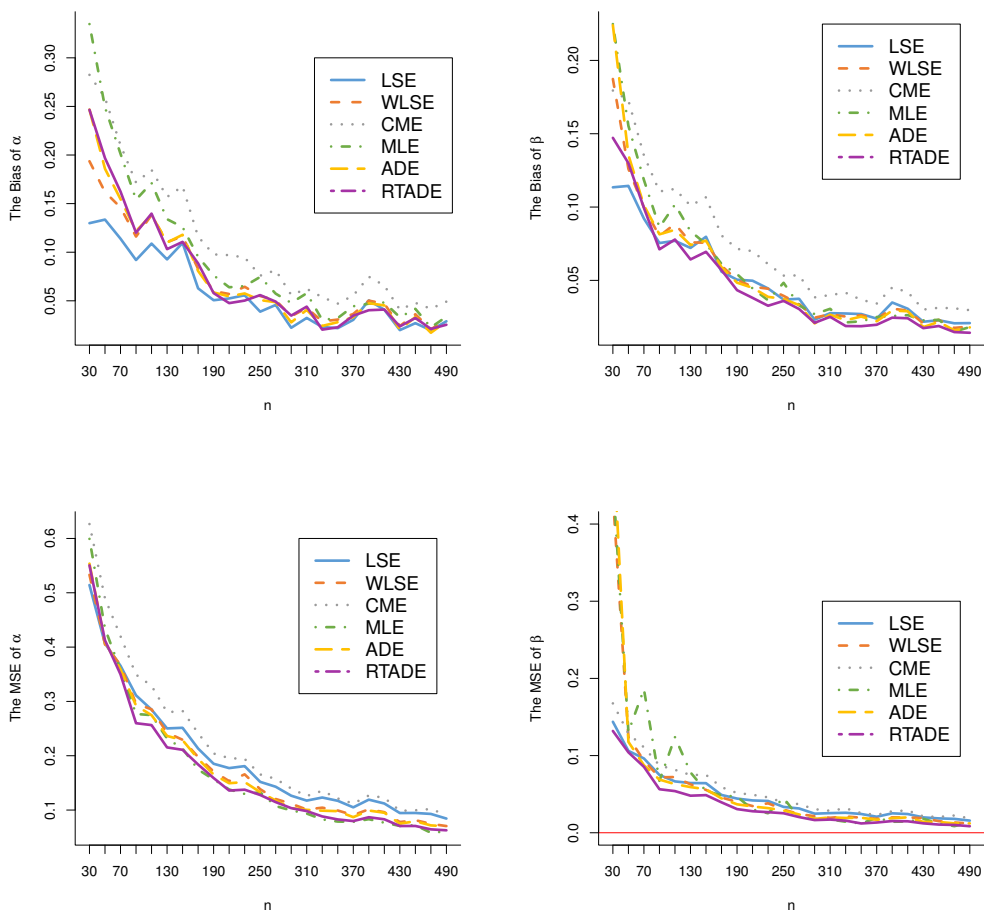 The Bias of α
0.05 0.10 0.15 0.20 0.25 0.30
LSE
WLSE
CME
MLE
ADE
RTADE
30 70 130 190 250 310 370 430 490
n
The Bias of β
0.05 0.10 0.15 0.20
LSE
WLSE
CME
MLE
ADE
RTADE
30 70 130 190 250 310 370 430 490
n
The MSE of α
0.1 0.2 0.3 0.4 0.5 0.6
LSE
WLSE
CME
MLE
ADE
RTADE
30 70 130 190 250 310 370 430 490
n
The MSE of β
0.0 0.1 0.2 0.3 0.4
LSE
WLSE
CME
MLE
ADE
RTADE
30 70 130 190 250 310 370 430 490
n